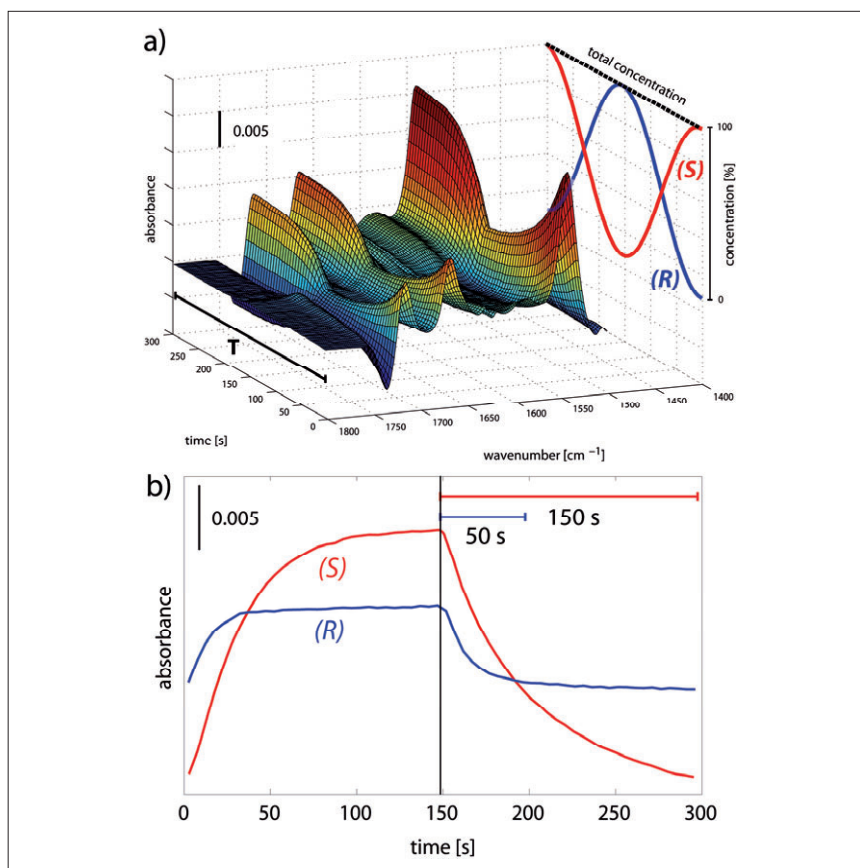 a)
total concentration
0.005
100
(S)
concentration [%]
absorbance
(R)
0
T
300
250
200
150
100
50
0
1800
1750
1700
1650
1600
1550
1500
1450
1400
time [s]
wavenumber [cm ⁻¹]
b)
0.005
150 s
50 s
(S)
(R)
absorbance
0 50 100 150 200 250 300
time [s]